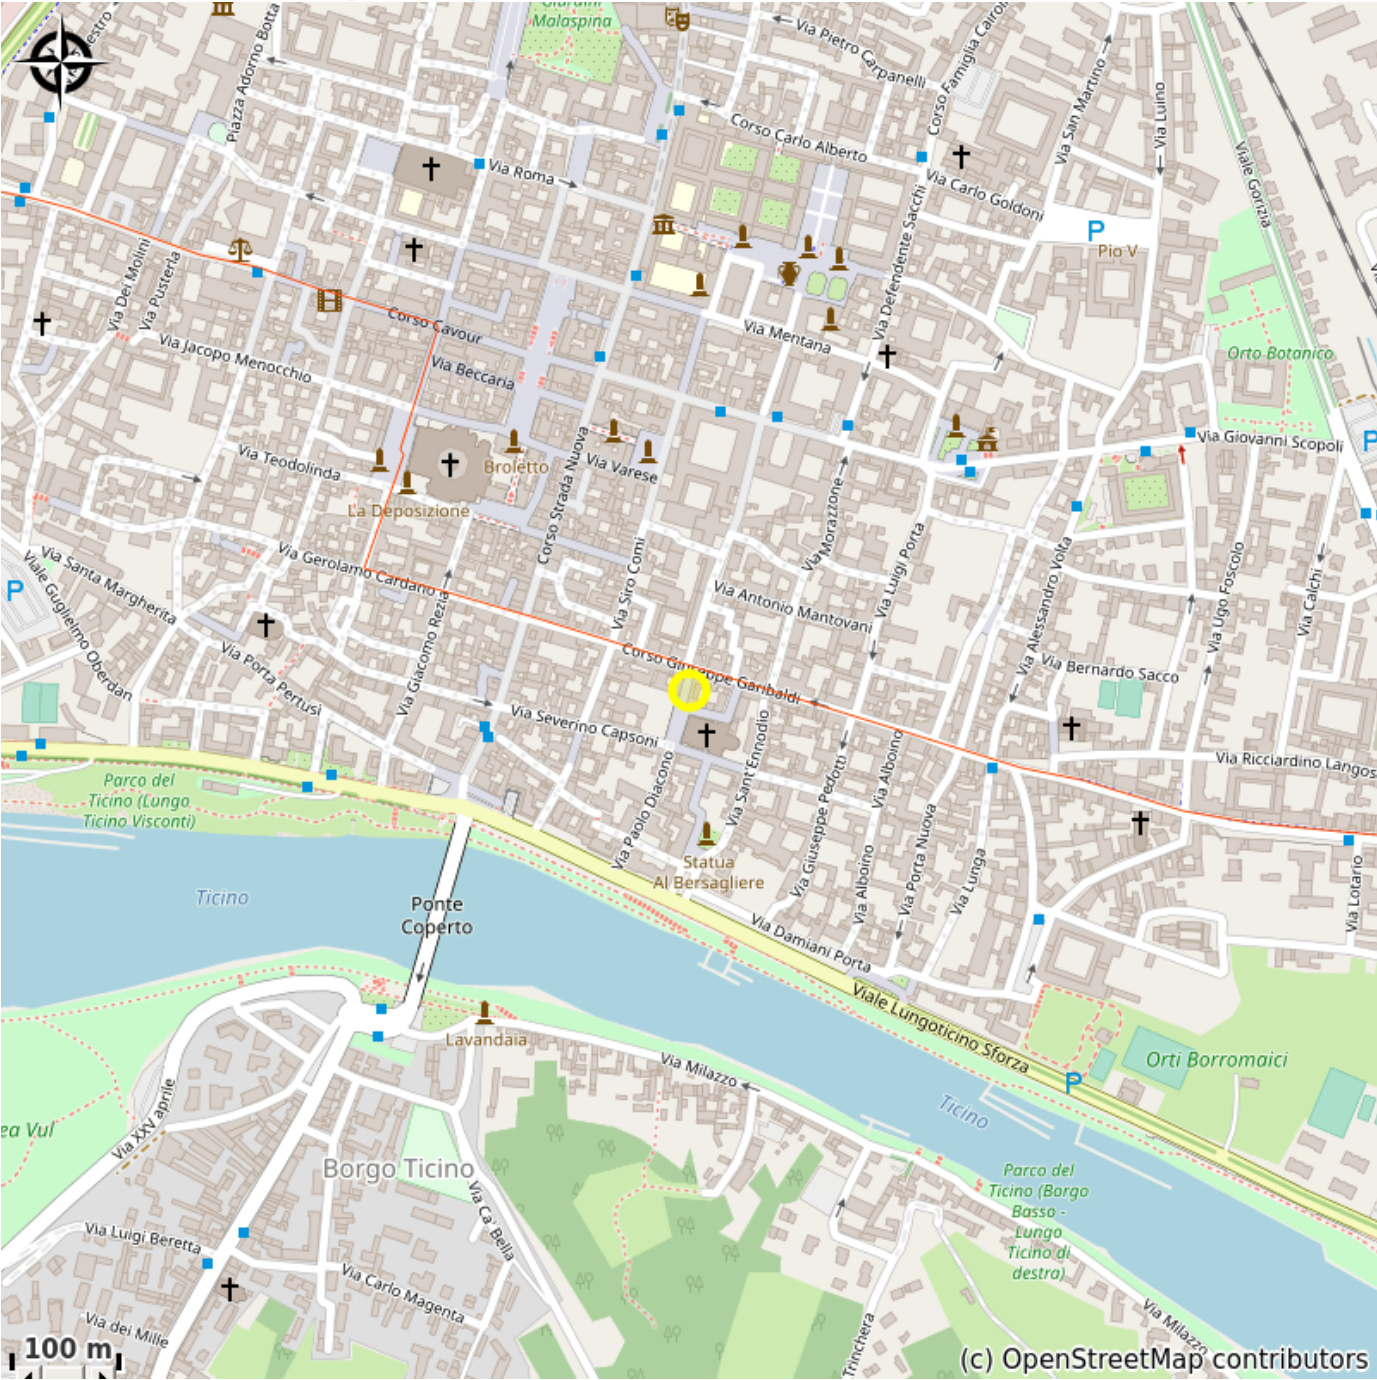 Giardini
Malaspina
Via Pietro Carpanelli
Corso Famiglia Cairoli
Via San Martino
Via Luino
Piazza Adorno Botta
Corso Carlo Alberto
Via Roma
Via Carlo Goldoni
Viale Gorizia
P
Pio V
Via Dei Molini
Via Pusterla
Via Defendente Sacchi
Corso Cavour
Via Mentana
Via Jacopo Menocchio
Via Beccaria
Orto Botanico
Via Giovanni Scopoli
P
Via Teodolinda
Broletto
Corso Strada Nuova
Via Varese
La Deposizione
Via Morazzone
Via Luigi Porta
Via Santa Margherita
Via Gerolamo Cardano
Via Siro Comi
Via Alessandro Volta
Via Ugo Foscolo
Via Calchi
P
Viale Guglielmo Oberdan
Via Antonio Mantovani
Via Giacomo Rezia
Corso Giuseppe Garibaldi
Via Bernardo Sacco
Via Porta Pertusi
Via Severino Capsoni
Via Sant'Ennodio
Via Ricciardino Langos
Parco del
Ticino (Lungo
Ticino Visconti)
Via Paolo Diacono
Via Giuseppe Pedotti
Via Alboino
Via Alboino
Via Porta Nuova
Via Lunga
Statua
Al Bersagliere
Via Lotario
Ticino
Ponte
Coperto
Via Damiani Porta
Viale Lungoticino Sforza
Lavandaia
Via Milazzo
Orti Borromaici
P
Ticino
Via XXV aprile
ea Vul
Borgo Ticino
Via Ca' Bella
Parco del
Ticino (Borgo
Basso -
Lungo
Ticino di
destra)
Via Luigi Beretta
Via Carlo Magenta
Via dei Mille
Trinchera
Via Milazzo
100 m
(c) OpenStreetMap contributors